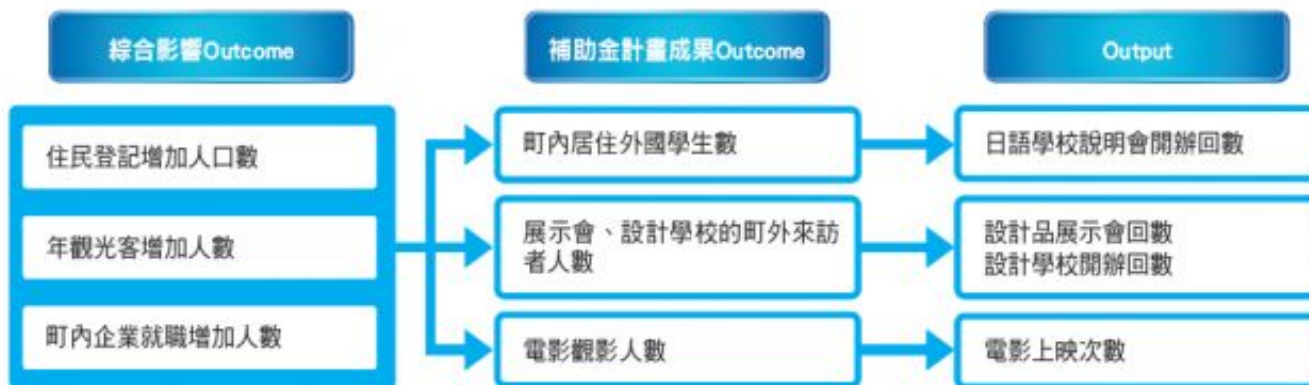 綜合影響Outcome
補助金計畫成果Outcome
Output
住民登記增加人口數
年觀光客增加人數
町內企業就職增加人數
町內居住外國學生數
展示會、設計學校的町外來訪
者人數
電影觀影人數
日語學校說明會開辦回數
設計品展示會回數
設計學校開辦回數
電影上映次數